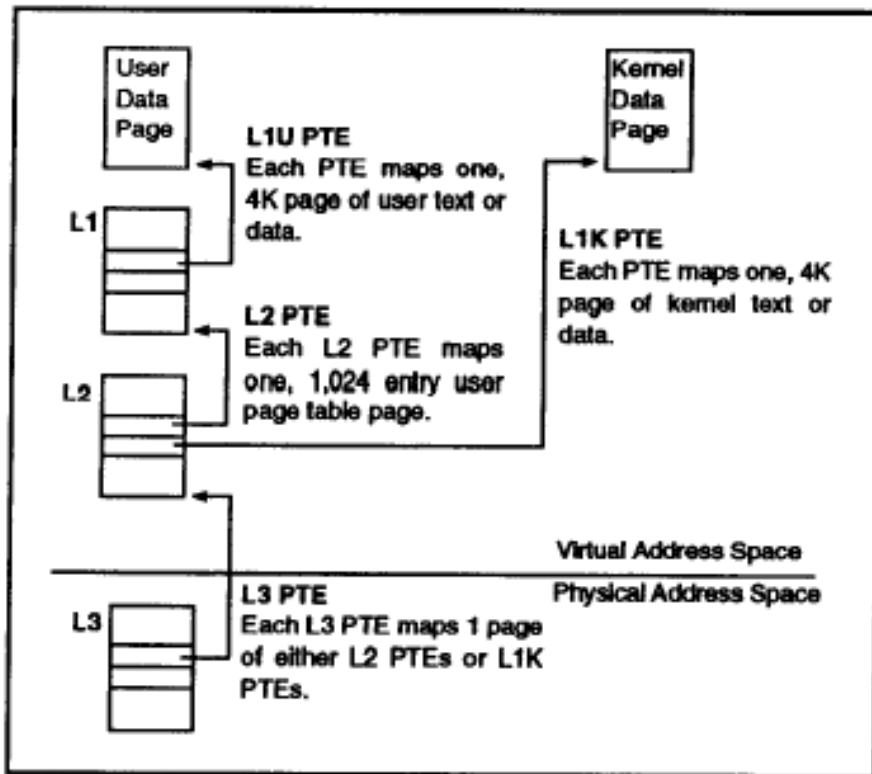 User
Data
Page
Kernel
Data
Page
L1U PTE
Each PTE maps one,
4K page of user text or
data.
L1
L1K PTE
Each PTE maps one, 4K
page of kernel text or
data.
L2 PTE
Each L2 PTE maps
one, 1,024 entry user
page table page.
L2
Virtual Address Space
Physical Address Space
L3 PTE
Each L3 PTE maps 1 page
of either L2 PTEs or L1K
PTEs.
L3